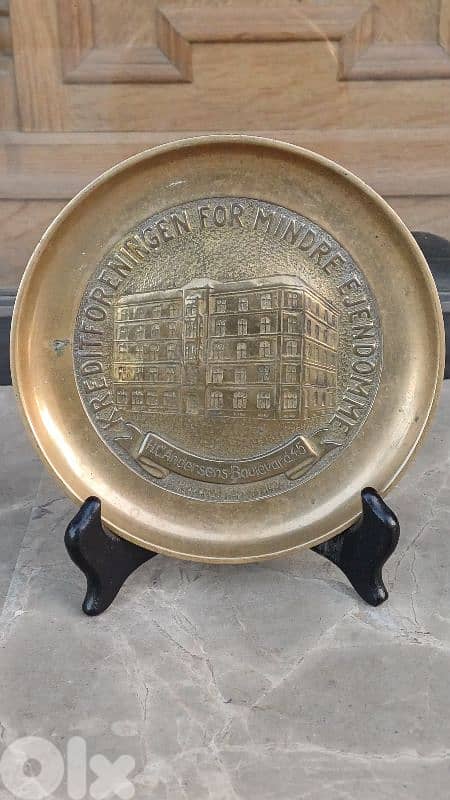 KREDITFORENINGEN FOR MINDRE EJENDOMME
H.C.Andersens Boulevard 45
OLX